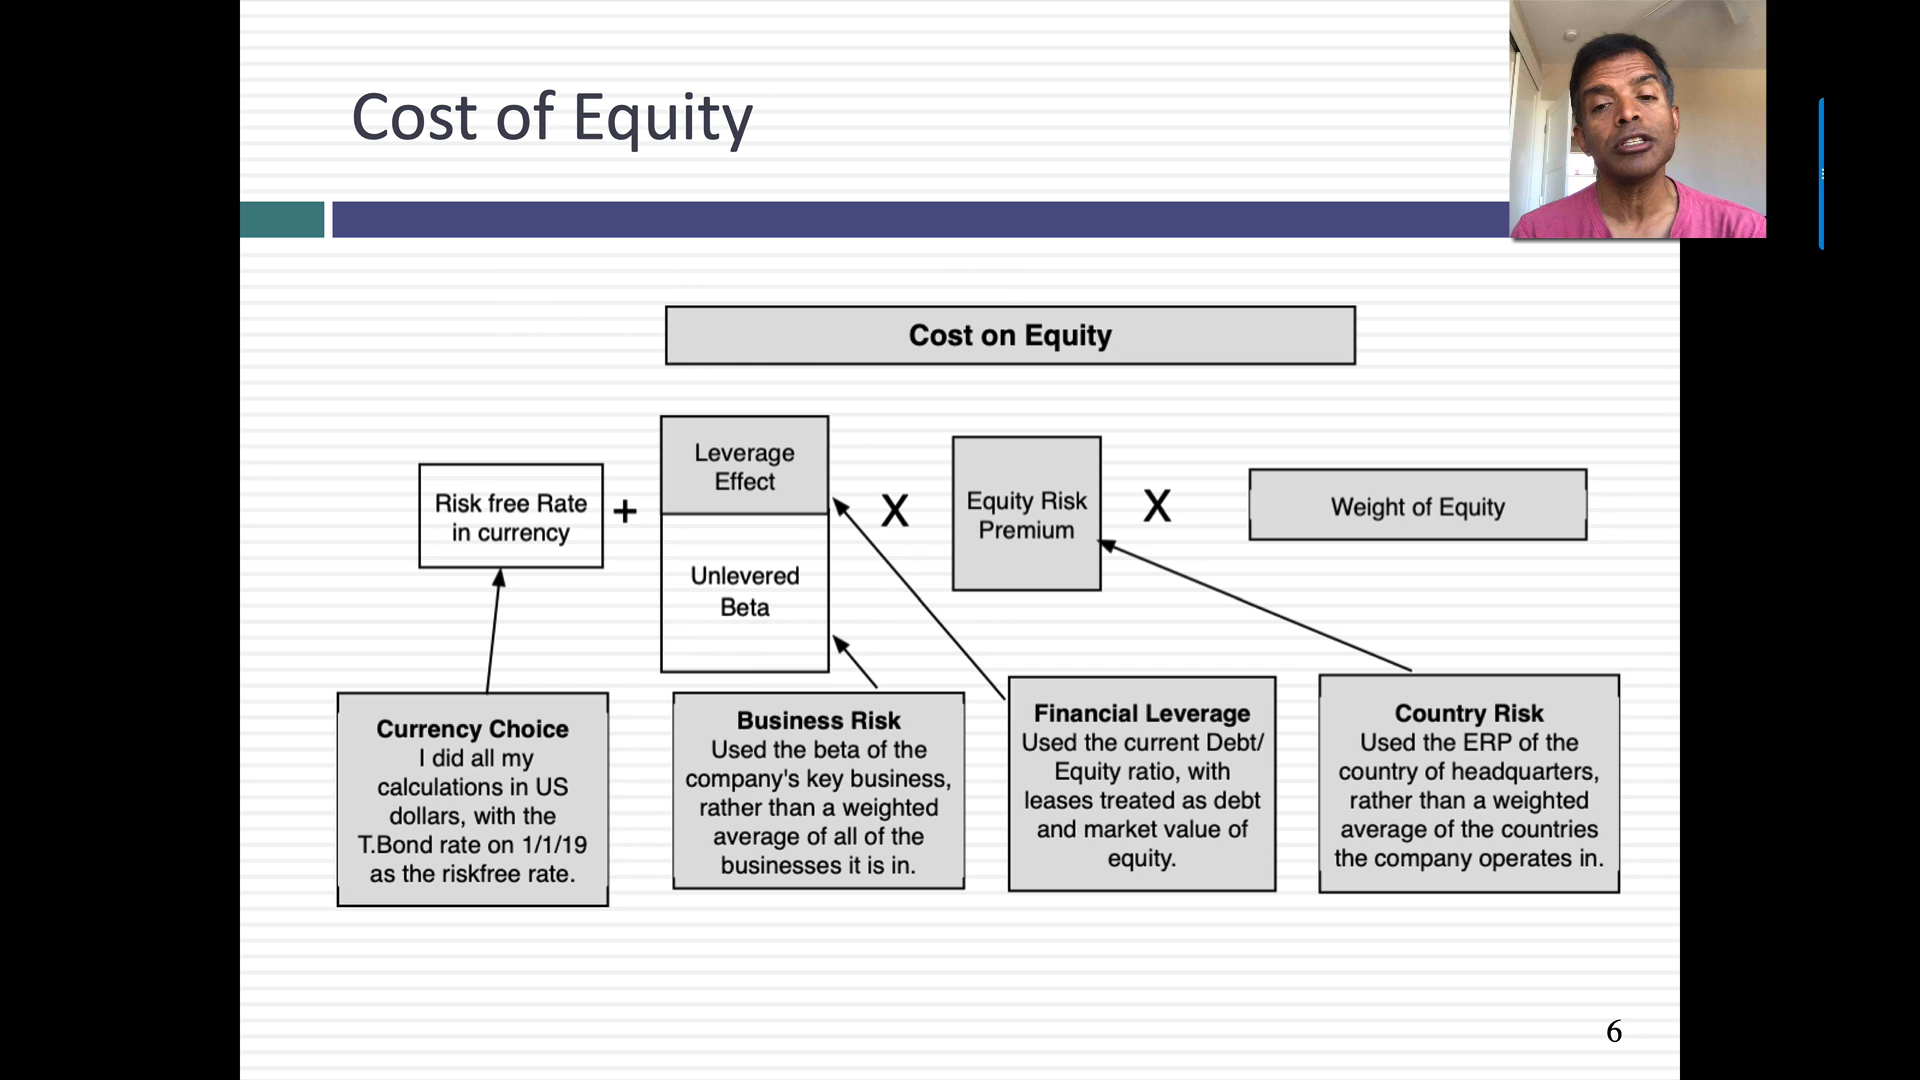 Cost of Equity
Cost on Equity
Risk free Rate
in currency
+
Leverage
Effect
Unlevered
Beta
X
Equity Risk
Premium
X
Weight of Equity
Currency Choice
I did all my
calculations in US
dollars, with the
T.Bond rate on 1/1/19
as the riskfree rate.
Business Risk
Used the beta of the
company's key business,
rather than a weighted
average of all of the
businesses it is in.
Financial Leverage
Used the current Debt/
Equity ratio, with
leases treated as debt
and market value of
equity.
Country Risk
Used the ERP of the
country of headquarters,
rather than a weighted
average of the countries
the company operates in.
6